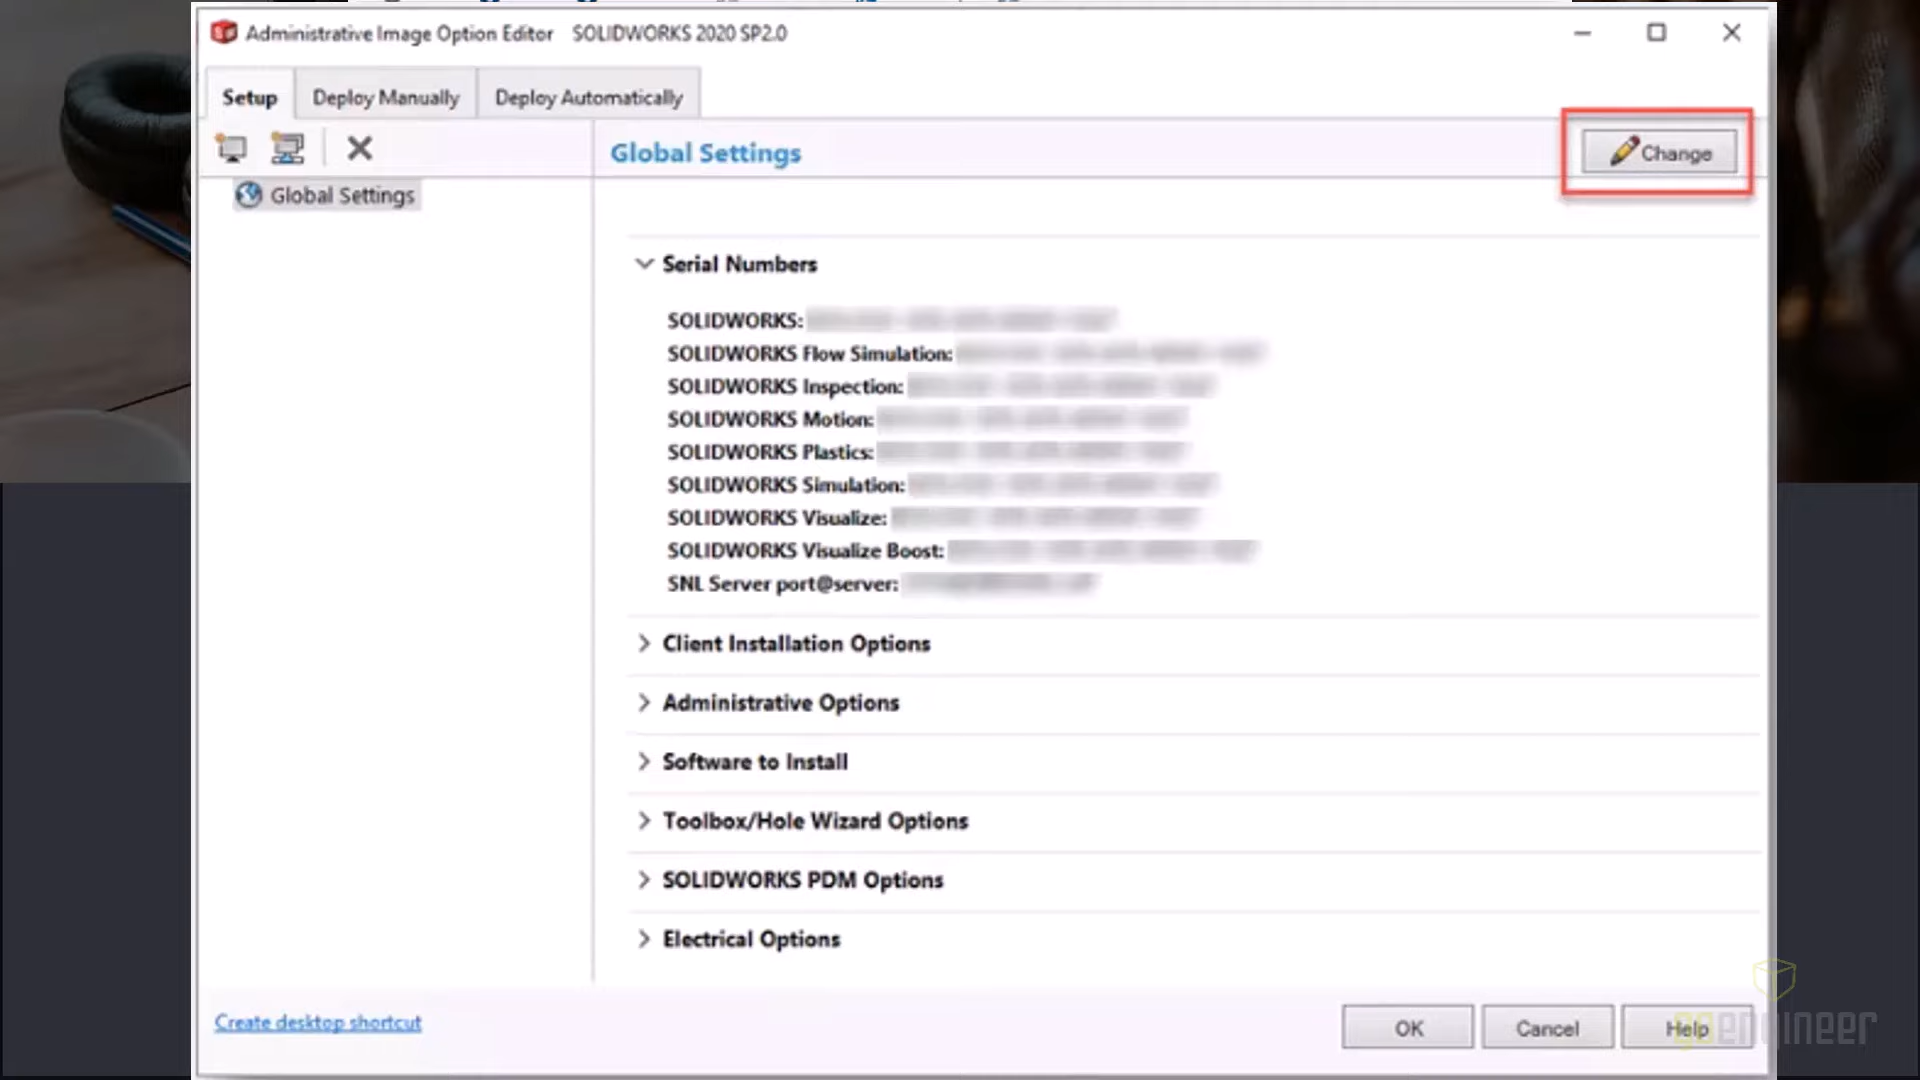 Administrative Image Option Editor SOLIDWORKS 2020 SP2.0
Setup Deploy Manually Deploy Automatically
Global Settings
Change
Global Settings
Serial Numbers
SOLIDWORKS:
SOLIDWORKS Flow Simulation:
SOLIDWORKS Inspection:
SOLIDWORKS Motion:
SOLIDWORKS Plastics:
SOLIDWORKS Simulation:
SOLIDWORKS Visualize:
SOLIDWORKS Visualize Boost:
SNL Server port@server:
Client Installation Options
Administrative Options
Software to Install
Toolbox/Hole Wizard Options
SOLIDWORKS PDM Options
Electrical Options
Create desktop shortcut
OK Cancel Help
goengineer